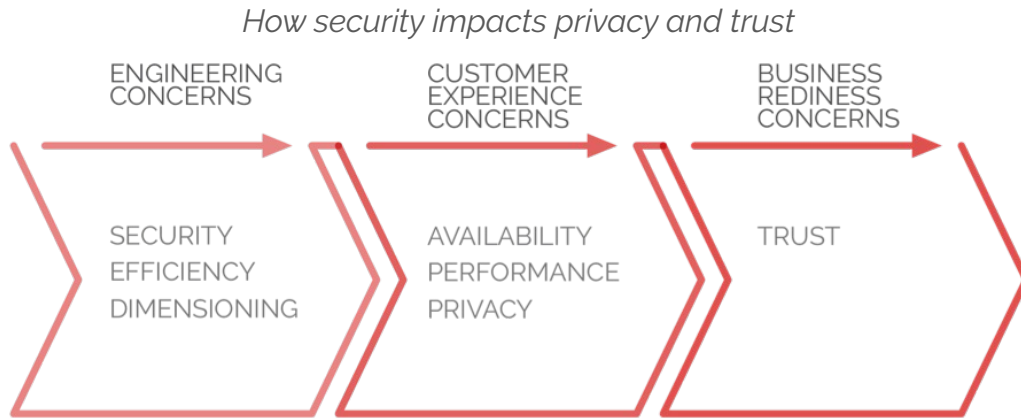 How security impacts privacy and trust
ENGINEERING
CONCERNS
SECURITY
EFFICIENCY
DIMENSIONING
CUSTOMER
EXPERIENCE
CONCERNS
AVAILABILITY
PERFORMANCE
PRIVACY
BUSINESS
REDINESS
CONCERNS
TRUST